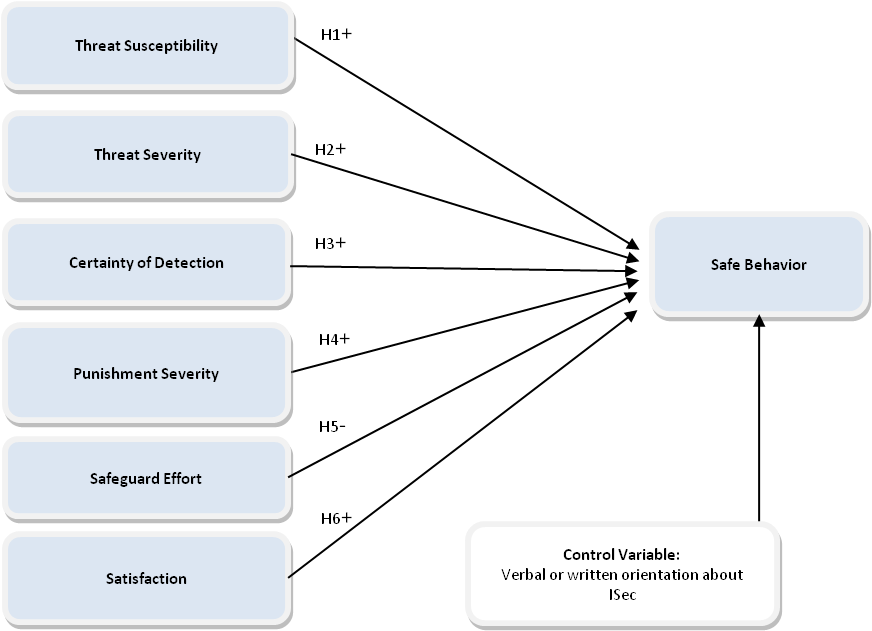 Threat Susceptibility
H1+
Threat Severity
H2+
Certainty of Detection
H3+
Safe Behavior
Punishment Severity
H4+
Safeguard Effort
H5-
Satisfaction
H6+
Control Variable:
Verbal or written orientation about
ISec